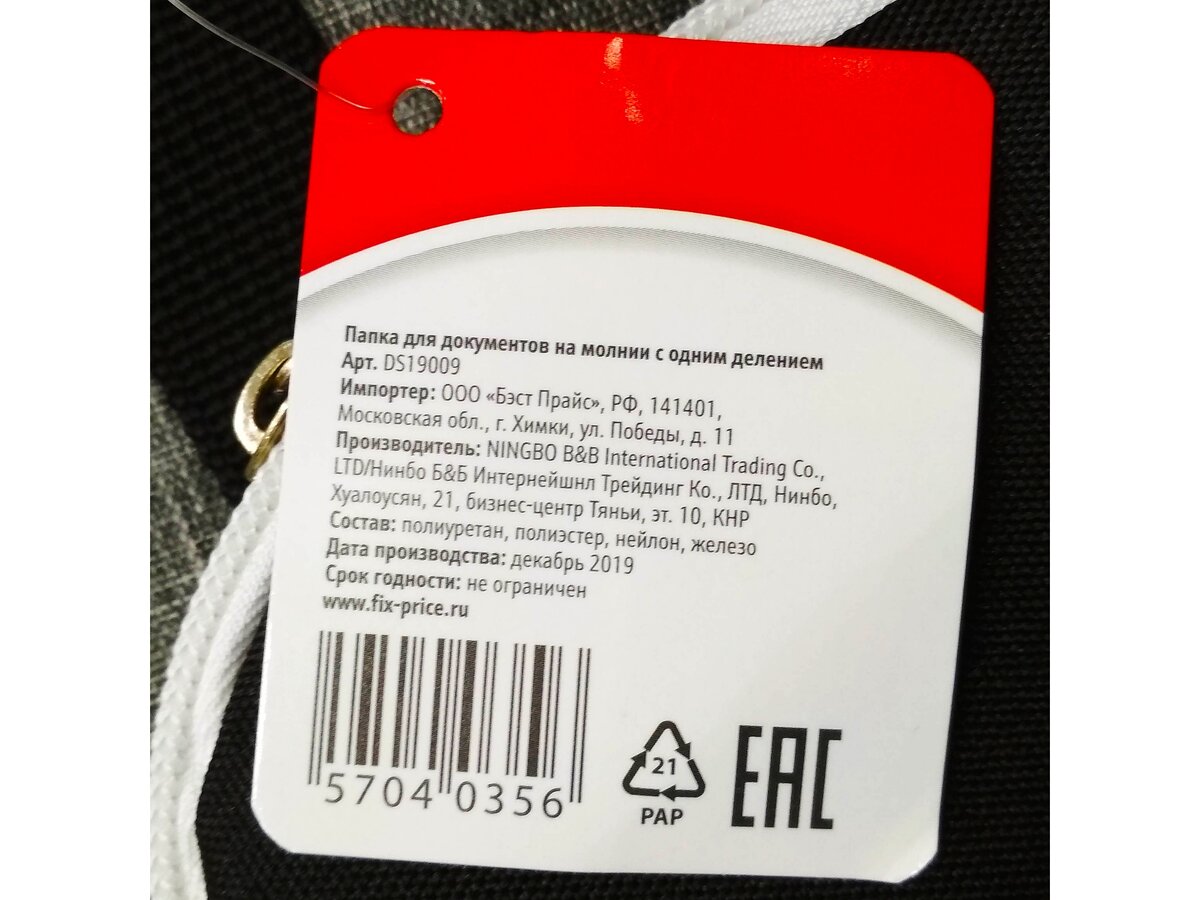 Папка для документов на молнии с одним делением
Арт. DS19009
Импортер: ООО «Бэст Прайс», РФ, 141401,
Московская обл., г. Химки, ул. Победы, д. 11
Производитель: NINGBO B&B International Trading Co.,
LTD/Нинбо Б&Б Интернейшнл Трейдинг Ко., ЛТД, Нинбо,
Хуалоусян, 21, бизнес-центр Тяньи, эт. 10, КНР
Состав: полиуретан, полиэстер, нейлон, железо
Дата производства: декабрь 2019
Срок годности: не ограничен
www.fix-price.ru
5704 0356
21
PAP
EAC